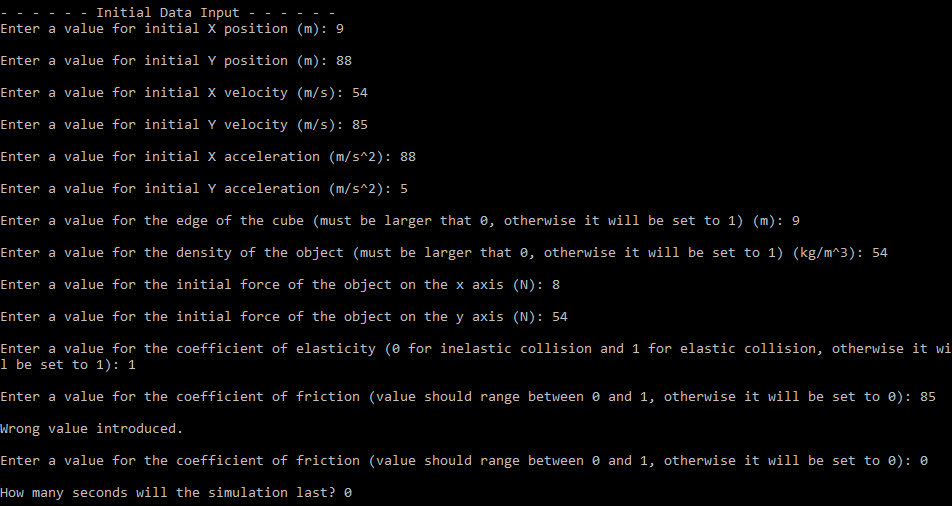 - - - - - - Initial Data Input - - - - - -
Enter a value for initial X position (m): 9
Enter a value for initial Y position (m): 88
Enter a value for initial X velocity (m/s): 54
Enter a value for initial Y velocity (m/s): 85
Enter a value for initial X acceleration (m/s^2): 88
Enter a value for initial Y acceleration (m/s^2): 5
Enter a value for the edge of the cube (must be larger that 0, otherwise it will be set to 1) (m): 9
Enter a value for the density of the object (must be larger that 0, otherwise it will be set to 1) (kg/m^3): 54
Enter a value for the initial force of the object on the x axis (N): 8
Enter a value for the initial force of the object on the y axis (N): 54
Enter a value for the coefficient of elasticity (0 for inelastic collision and 1 for elastic collision, otherwise it wi
l be set to 1): 1
Enter a value for the coefficient of friction (value should range between 0 and 1, otherwise it will be set to 0): 85
Wrong value introduced.
Enter a value for the coefficient of friction (value should range between 0 and 1, otherwise it will be set to 0): 0
How many seconds will the simulation last? 0